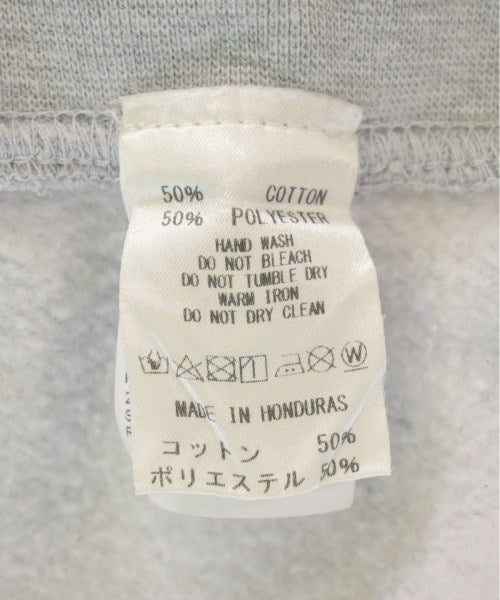 50% COTTON
50% POLYESTER
HAND WASH
DO NOT BLEACH
DO NOT TUMBLE DRY
WARM IRON
DO NOT DRY CLEAN
W
MADE IN HONDURAS
コットン 50%
ポリエステル 50%